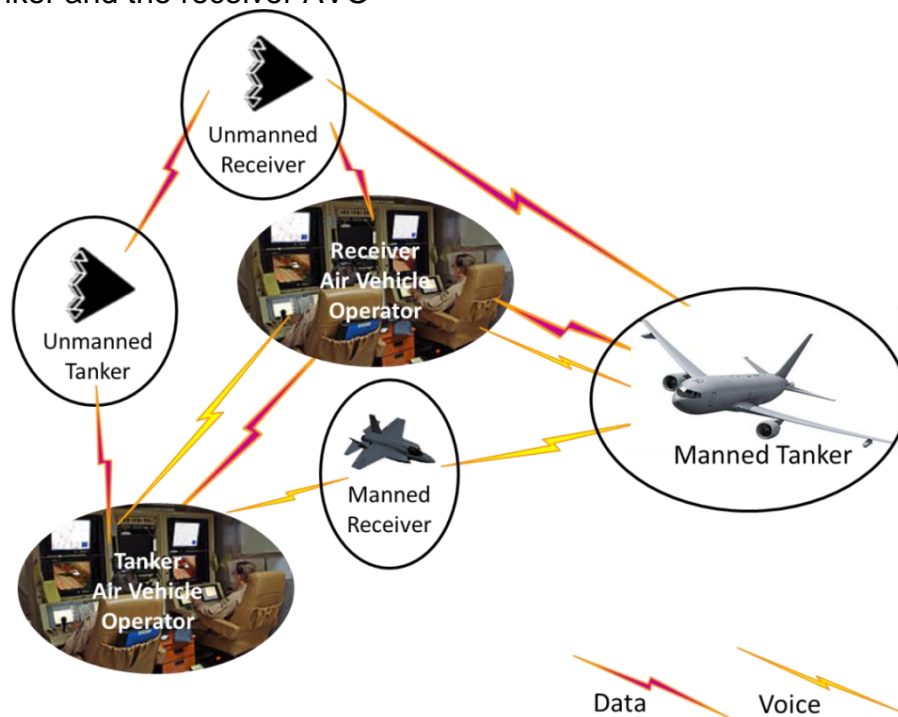 Unmanned
Receiver
Receiver
Air Vehicle
Operator
Unmanned
Tanker
Manned Tanker
Manned
Receiver
Tanker
Air Vehicle
Operator
Data
Voice